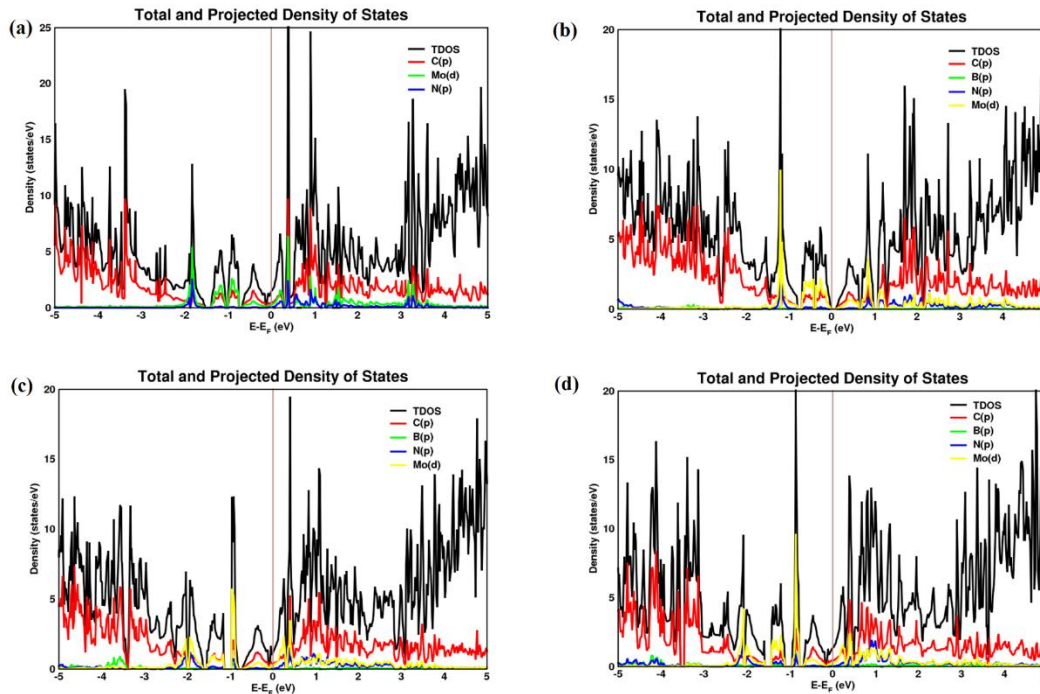 (a)
Total and Projected Density of States
25
20
15
10
5
0
Density (states/eV)
TDOS
C(p)
Mo(d)
N(p)
-5 -4 -3 -2 -1 0 1 2 3 4 5
E-E_F (eV)
(b)
Total and Projected Density of States
20
15
10
5
0
Density (states/eV)
TDOS
C(p)
B(p)
N(p)
Mo(d)
-5 -4 -3 -2 -1 0 1 2 3 4
E-E_F (eV)
(c)
Total and Projected Density of States
20
15
10
5
0
Density (states/eV)
TDOS
C(p)
B(p)
N(p)
Mo(d)
-5 -4 -3 -2 -1 0 1 2 3 4 5
E-E_F (eV)
(d)
Total and Projected Density of States
20
15
10
5
0
Density (states/eV)
TDOS
C(p)
B(p)
N(p)
Mo(d)
-5 -4 -3 -2 -1 0 1 2 3 4
E-E_F (eV)